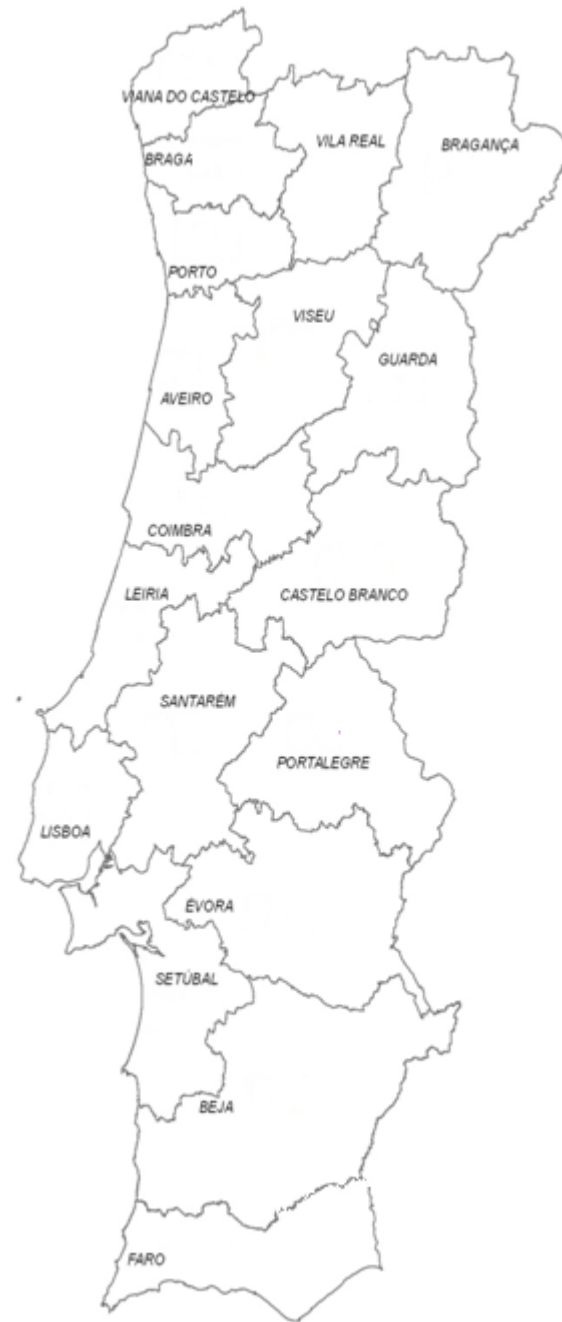 VIANA DO CASTELO
VILA REAL
BRAGANÇA
BRAGA
PORTO
VISEU
GUARDA
AVEIRO
COIMBRA
LEIRIA
CASTELO BRANCO
SANTARÉM
PORTALEGRE
LISBOA
ÉVORA
SETÚBAL
BEJA
FARO